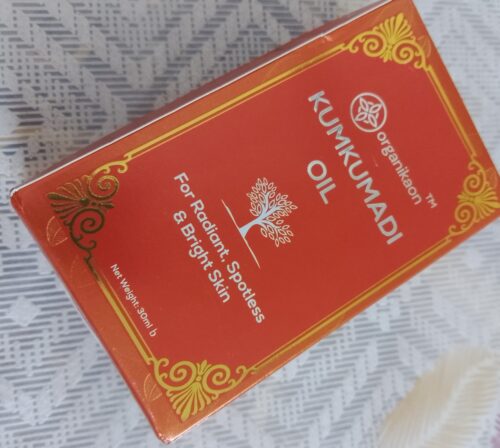 organikaon™
KUMKUMADI
OIL
For Radiant, Spotless
& Bright Skin
Net Weight: 30ml b